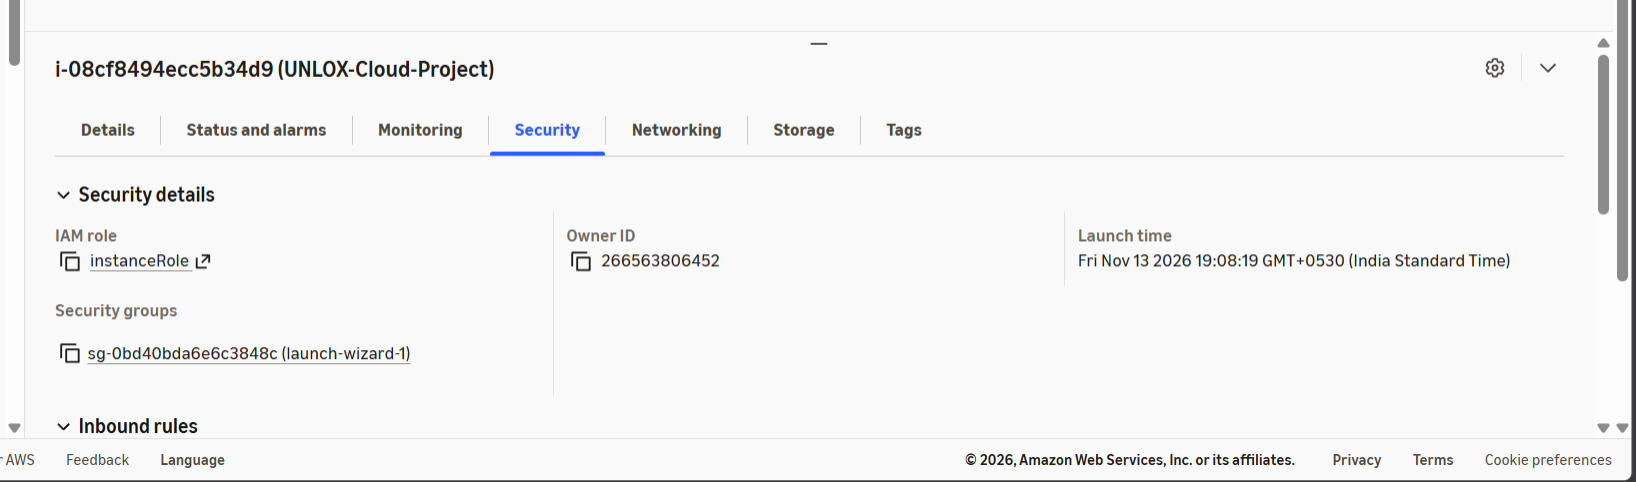 i-08cf8494ecc5b34d9 (UNLOX-Cloud-Project)
Details Status and alarms Monitoring Security Networking Storage Tags
Security details
IAM role Owner ID Launch time
instanceRole 266563806452 Fri Nov 13 2026 19:08:19 GMT+0530 (India Standard Time)
Security groups
sg-0bd40bda6e6c3848c (launch-wizard-1)
Inbound rules
AWS Feedback Language © 2026, Amazon Web Services, Inc. or its affiliates. Privacy Terms Cookie preferences